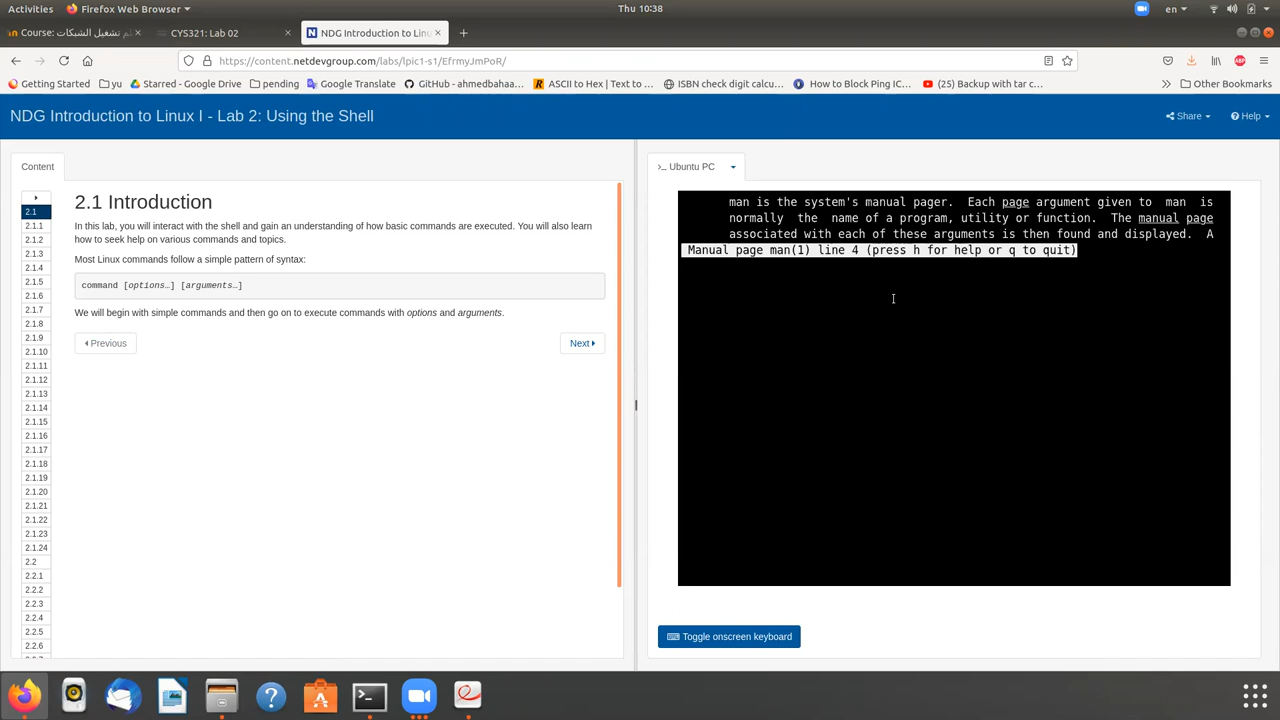 Activities
Firefox Web Browser
Thu 10:38
en
Course: تم تشغيل الشبكات
CYS321: Lab 02
NDG Introduction to Linu
https://content.netdevgroup.com/labs/lpic1-s1/EfrmyJmPoR/
Getting Started
yu
Starred - Google Drive
pending
Google Translate
GitHub - ahmedbahaa...
ASCII to Hex | Text to ...
ISBN check digit calcu...
How to Block Ping IC...
(25) Backup with tar c...
Other Bookmarks
NDG Introduction to Linux I - Lab 2: Using the Shell
Share
Help
Content
>_ Ubuntu PC
2.1
2.1.1
2.1.2
2.1.3
2.1.4
2.1.5
2.1.6
2.1.7
2.1.8
2.1.9
2.1.10
2.1.11
2.1.12
2.1.13
2.1.14
2.1.15
2.1.16
2.1.17
2.1.18
2.1.19
2.1.20
2.1.21
2.1.22
2.1.23
2.1.24
2.2
2.2.1
2.2.2
2.2.3
2.2.4
2.2.5
2.2.6
2.1 Introduction
In this lab, you will interact with the shell and gain an understanding of how basic commands are executed. You will also learn
how to seek help on various commands and topics.
Most Linux commands follow a simple pattern of syntax:
command [options…] [arguments…]
We will begin with simple commands and then go on to execute commands with options and arguments.
Previous
Next
man is the system's manual pager. Each page argument given to man is
normally the name of a program, utility or function. The manual page
associated with each of these arguments is then found and displayed. A
Manual page man(1) line 4 (press h for help or q to quit)
Toggle onscreen keyboard